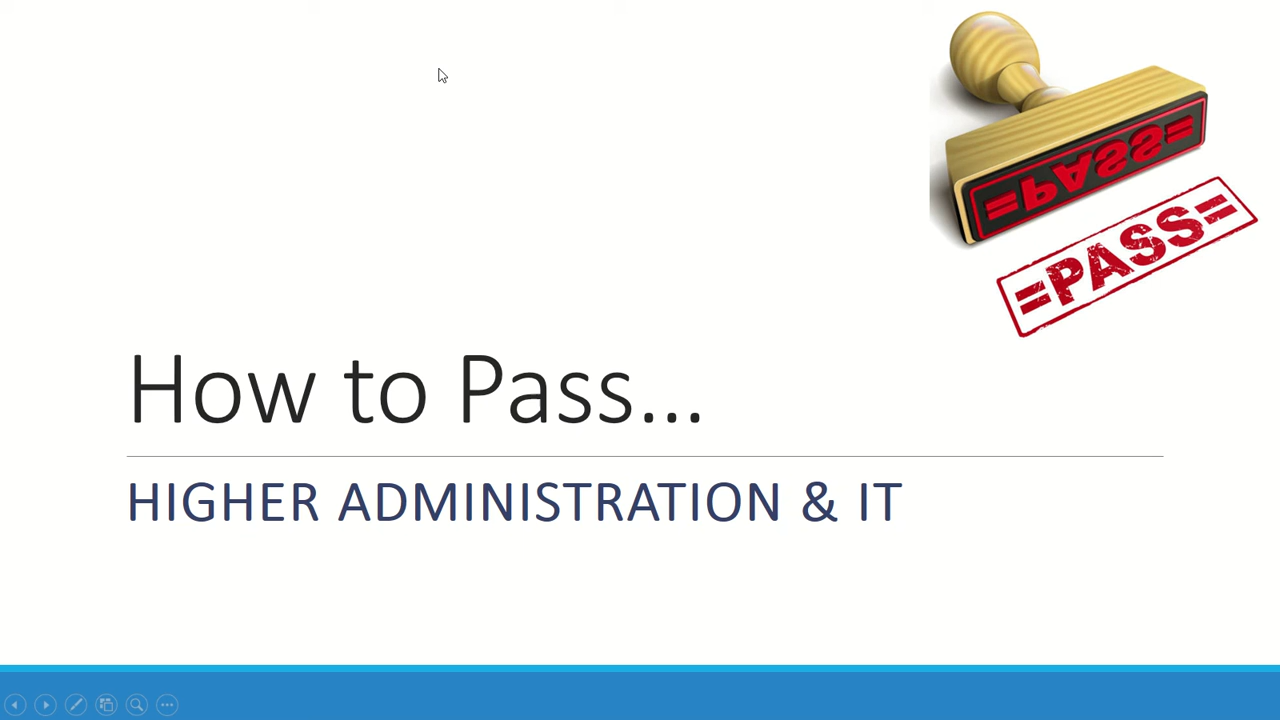 =PASS=
=PASS=
How to Pass...
HIGHER ADMINISTRATION & IT